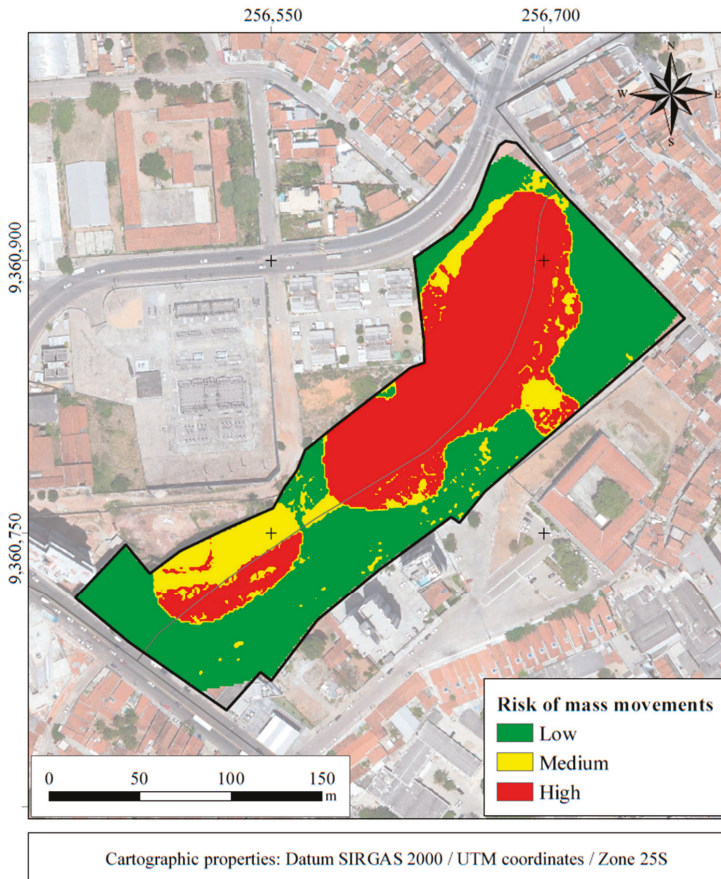 256,550 256,700
N
W E
S
9,360,900
9,360,750
Risk of mass movements
Low
Medium
High
0 50 100 150
m
Cartographic properties: Datum SIRGAS 2000 / UTM coordinates / Zone 25S